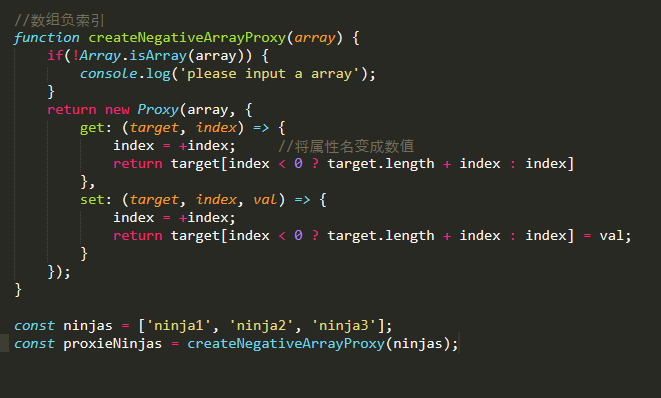 //数组负索引
function createNegativeArrayProxy(array) {
    if(!Array.isArray(array)) {
        console.log('please input a array');
    }
    return new Proxy(array, {
        get: (target, index) => {
            index = +index;     //将属性名变成数值
            return target[index < 0 ? target.length + index : index]
        },
        set: (target, index, val) => {
            index = +index;
            return target[index < 0 ? target.length + index : index] = val;
        }
    });
}
const ninjas = ['ninja1', 'ninja2', 'ninja3'];
const proxieNinjas = createNegativeArrayProxy(ninjas);